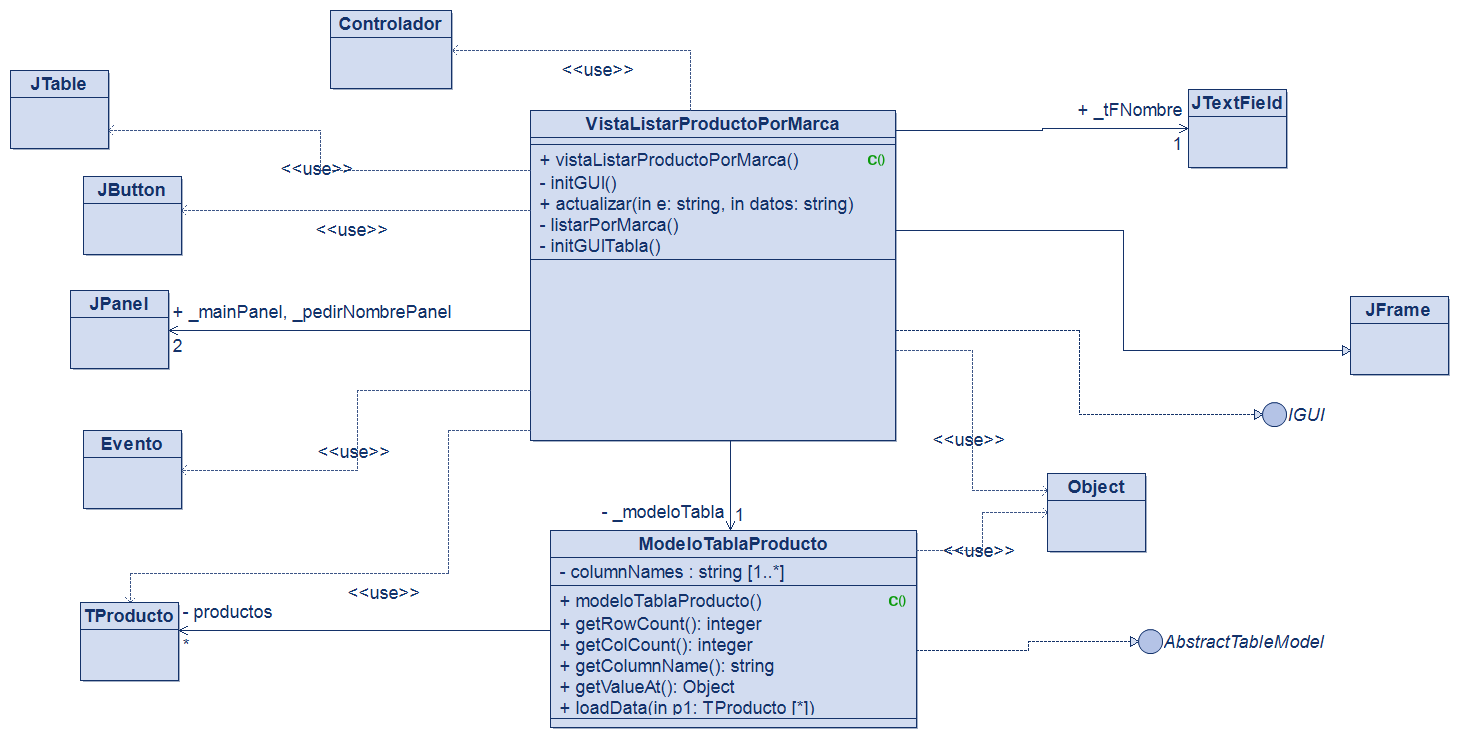 Controlador
<<use>>
JTable
<<use>>
JButton
<<use>>
VistaListarProductoPorMarca
+ vistaListarProductoPorMarca() C()
- initGUI()
+ actualizar(in e: string, in datos: string)
- listarPorMarca()
- initGUITabla()
+ _tFNombre
JTextField
1
JPanel
+ _mainPanel, _pedirNombrePanel
2
JFrame
IGUI
Evento
<<use>>
<<use>>
Object
<<use>>
- _modeloTabla
1
ModeloTablaProducto
- columnNames : string [1..*]
+ modeloTablaProducto() C()
+ getRowCount(): integer
+ getColCount(): integer
+ getColumnName(): string
+ getValueAt(): Object
+ loadData(in p1: TProducto [*])
<<use>>
TProducto
- productos
*
AbstractTableModel